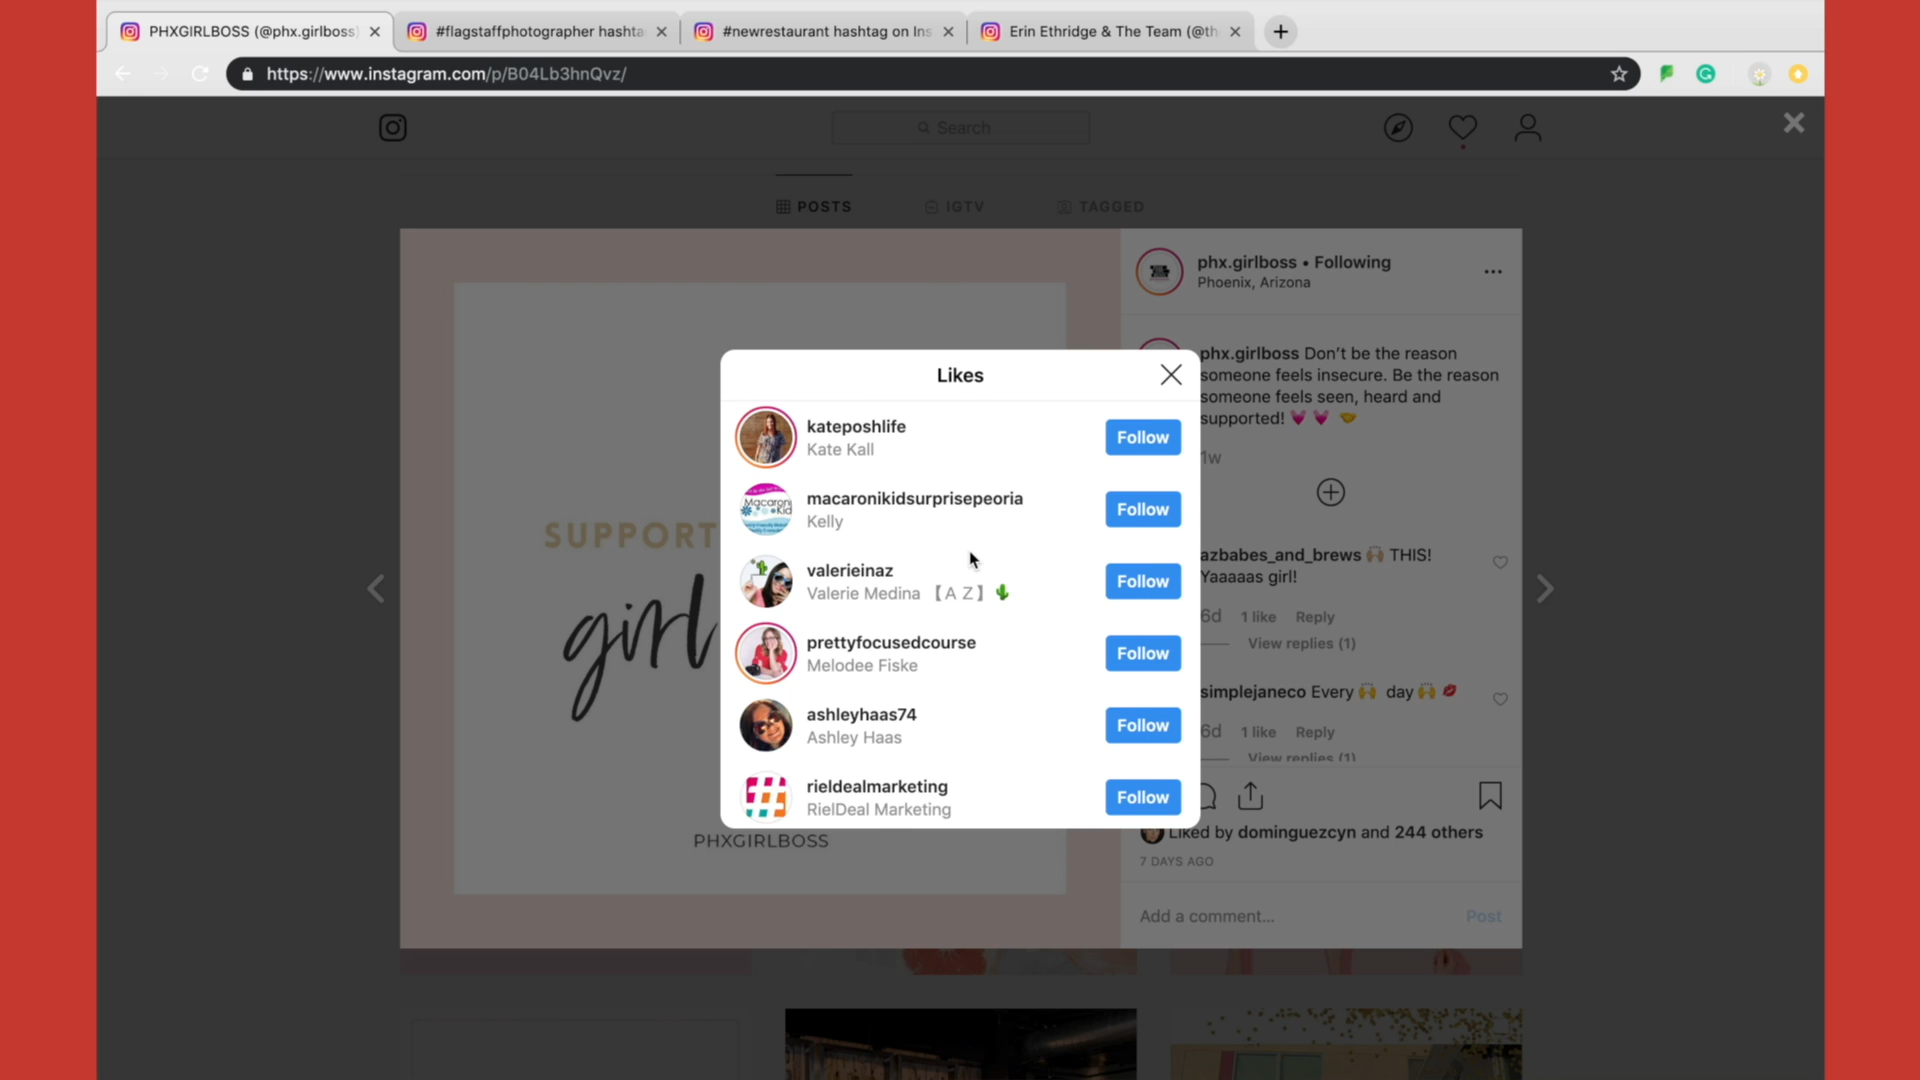 PHXGIRLBOSS (@phx.girlboss)
#flagstaffphotographer hashta
#newrestaurant hashtag on Ins
Erin Ethridge & The Team (@th
https://www.instagram.com/p/B04Lb3hnQvz/
Search
POSTS
IGTV
TAGGED
SUPPORT
girl
PHXGIRLBOSS
Likes
kateposhlife
Kate Kall
Follow
macaronikidsurprisepeoria
Kelly
Follow
valerieinaz
Valerie Medina 【A Z】🌵
Follow
prettyfocusedcourse
Melodee Fiske
Follow
ashleyhaas74
Ashley Haas
Follow
rieldealmarketing
RielDeal Marketing
Follow
Macaroni
Kid
phx.girlboss • Following
Phoenix, Arizona
phx.girlboss Don't be the reason
someone feels insecure. Be the reason
someone feels seen, heard and
supported! 💓 💓 🤝
1w
azbabes_and_brews 🙌🏼 THIS!
Yaaaaas girl!
6d 1 like Reply
View replies (1)
simplejaneco Every 🙌 day 🙌 💋
6d 1 like Reply
View replies (1)
Liked by dominguezcyn and 244 others
7 DAYS AGO
Add a comment...
Post